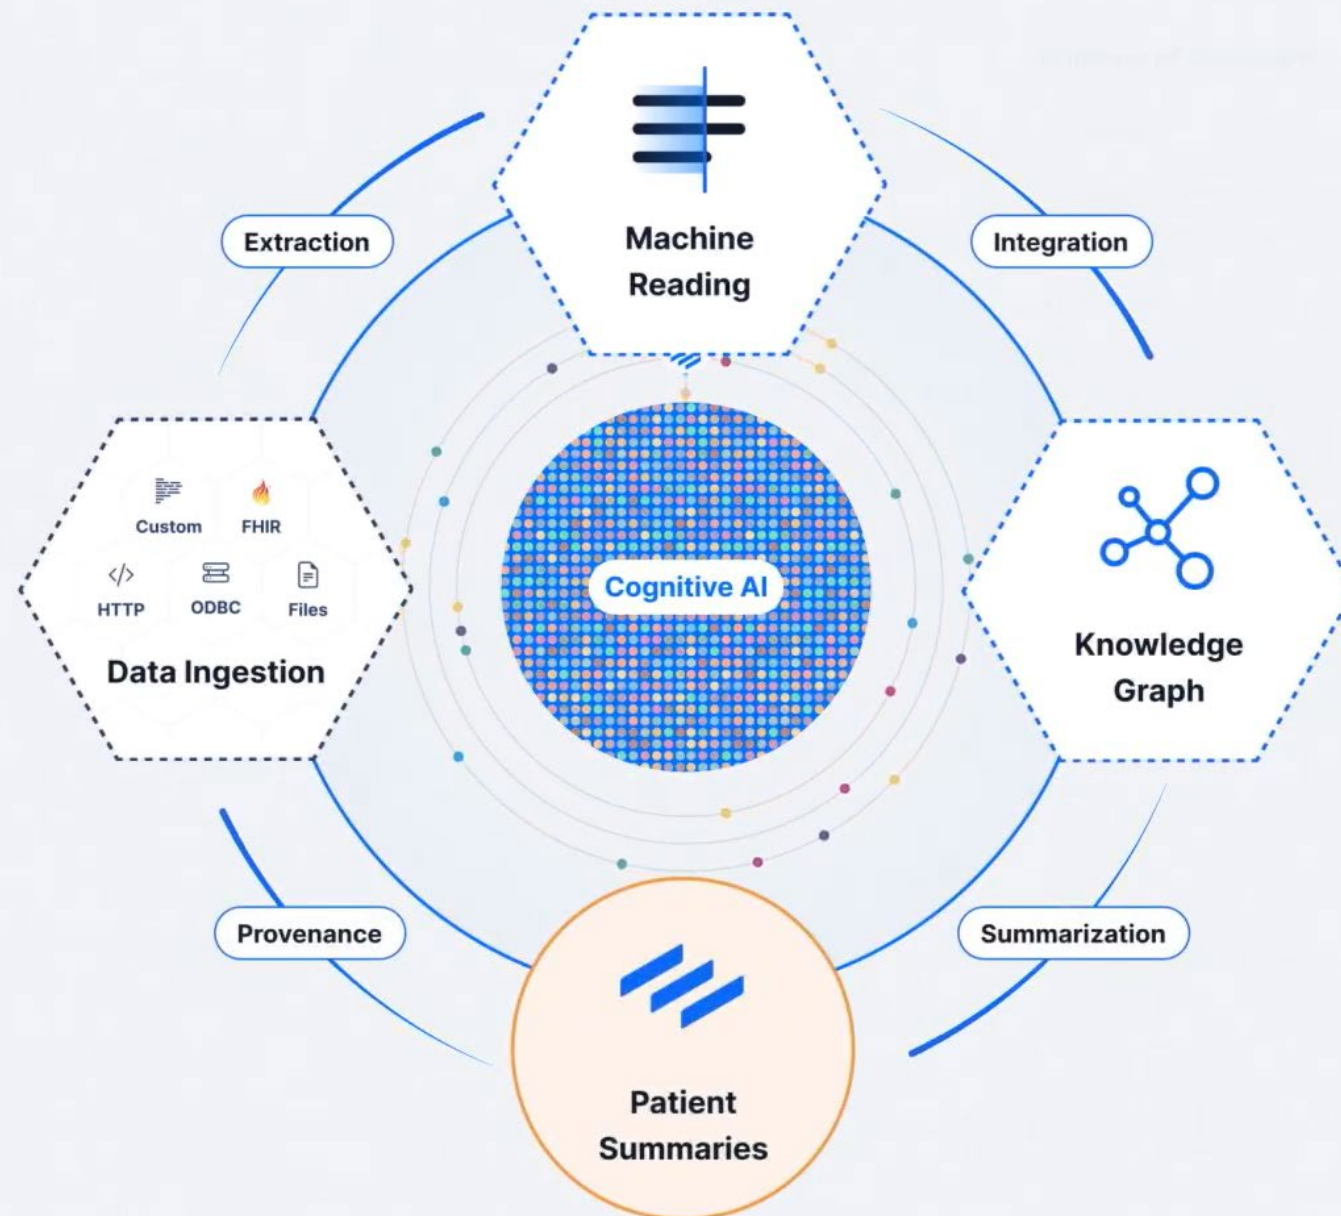 Machine
Reading
Extraction
Integration
Custom
FHIR
HTTP
ODBC
Files
Data Ingestion
Cognitive AI
Knowledge
Graph
Provenance
Summarization
Patient
Summaries